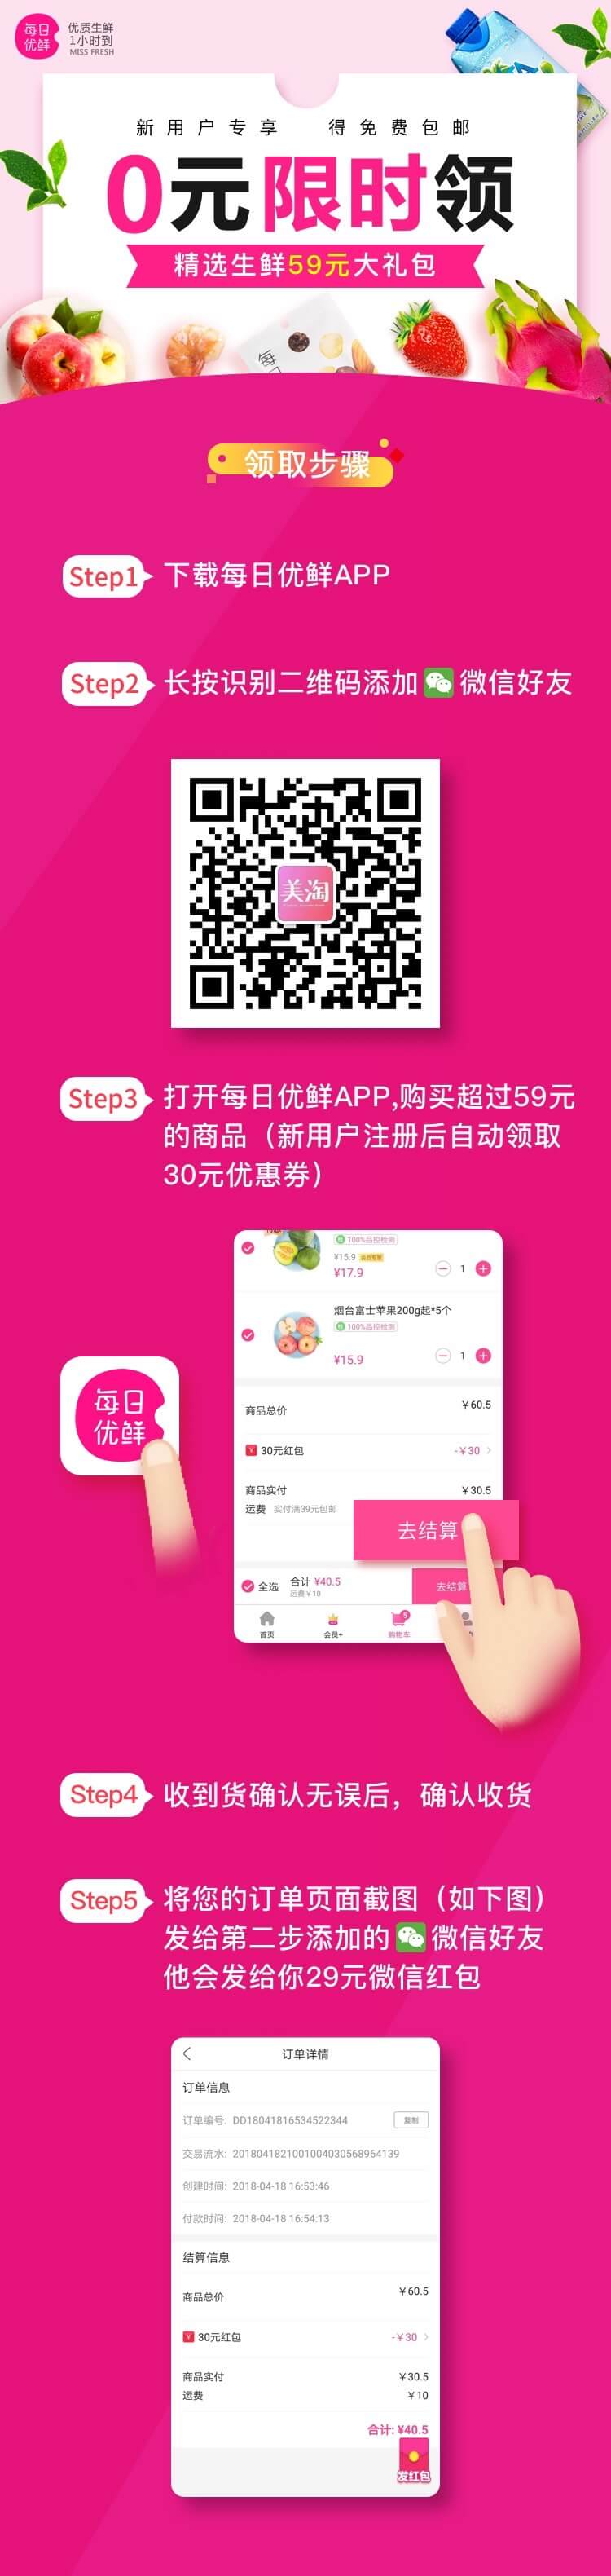 每日
优鲜
优质生鲜
1小时到
MISS FRESH
新用户专享 得免费包邮
0元限时领
精选生鲜59元大礼包
每
领取步骤
Step1 下载每日优鲜APP
Step2 长按识别二维码添加 微信好友
美淘
Step3 打开每日优鲜APP,购买超过59元
的商品（新用户注册后自动领取
30元优惠券）
100%品控检测
¥15.9
¥17.9
1
烟台富士苹果200g起*5个
100%品控检测
¥15.9
1
商品总价 ¥60.5
30元红包 -¥30
商品实付 ¥30.5
运费 实付满39元包邮
去结算
全选 合计 ¥40.5
运费¥10
去结算
首页 会员+ 购物车
5
每日
优鲜
Step4 收到货确认无误后，确认收货
Step5 将您的订单页面截图（如下图）
发给第二步添加的 微信好友
他会发给你29元微信红包
订单详情
订单信息
订单编号: DD18041816534522344 复制
交易流水: 2018041821001004030568964139
创建时间: 2018-04-18 16:53:46
付款时间: 2018-04-18 16:54:13
结算信息
商品总价 ¥60.5
30元红包 -¥30
商品实付 ¥30.5
运费 ¥10
合计: ¥40.5
发红包